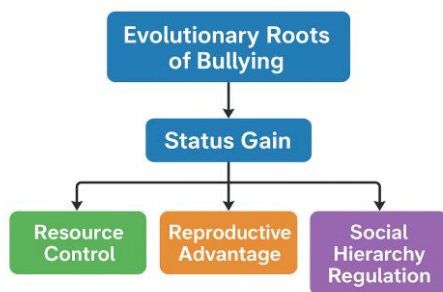 Evolutionary Roots
of Bullying
Status Gain
Resource
Control
Reproductive
Advantage
Social
Hierarchy
Regulation